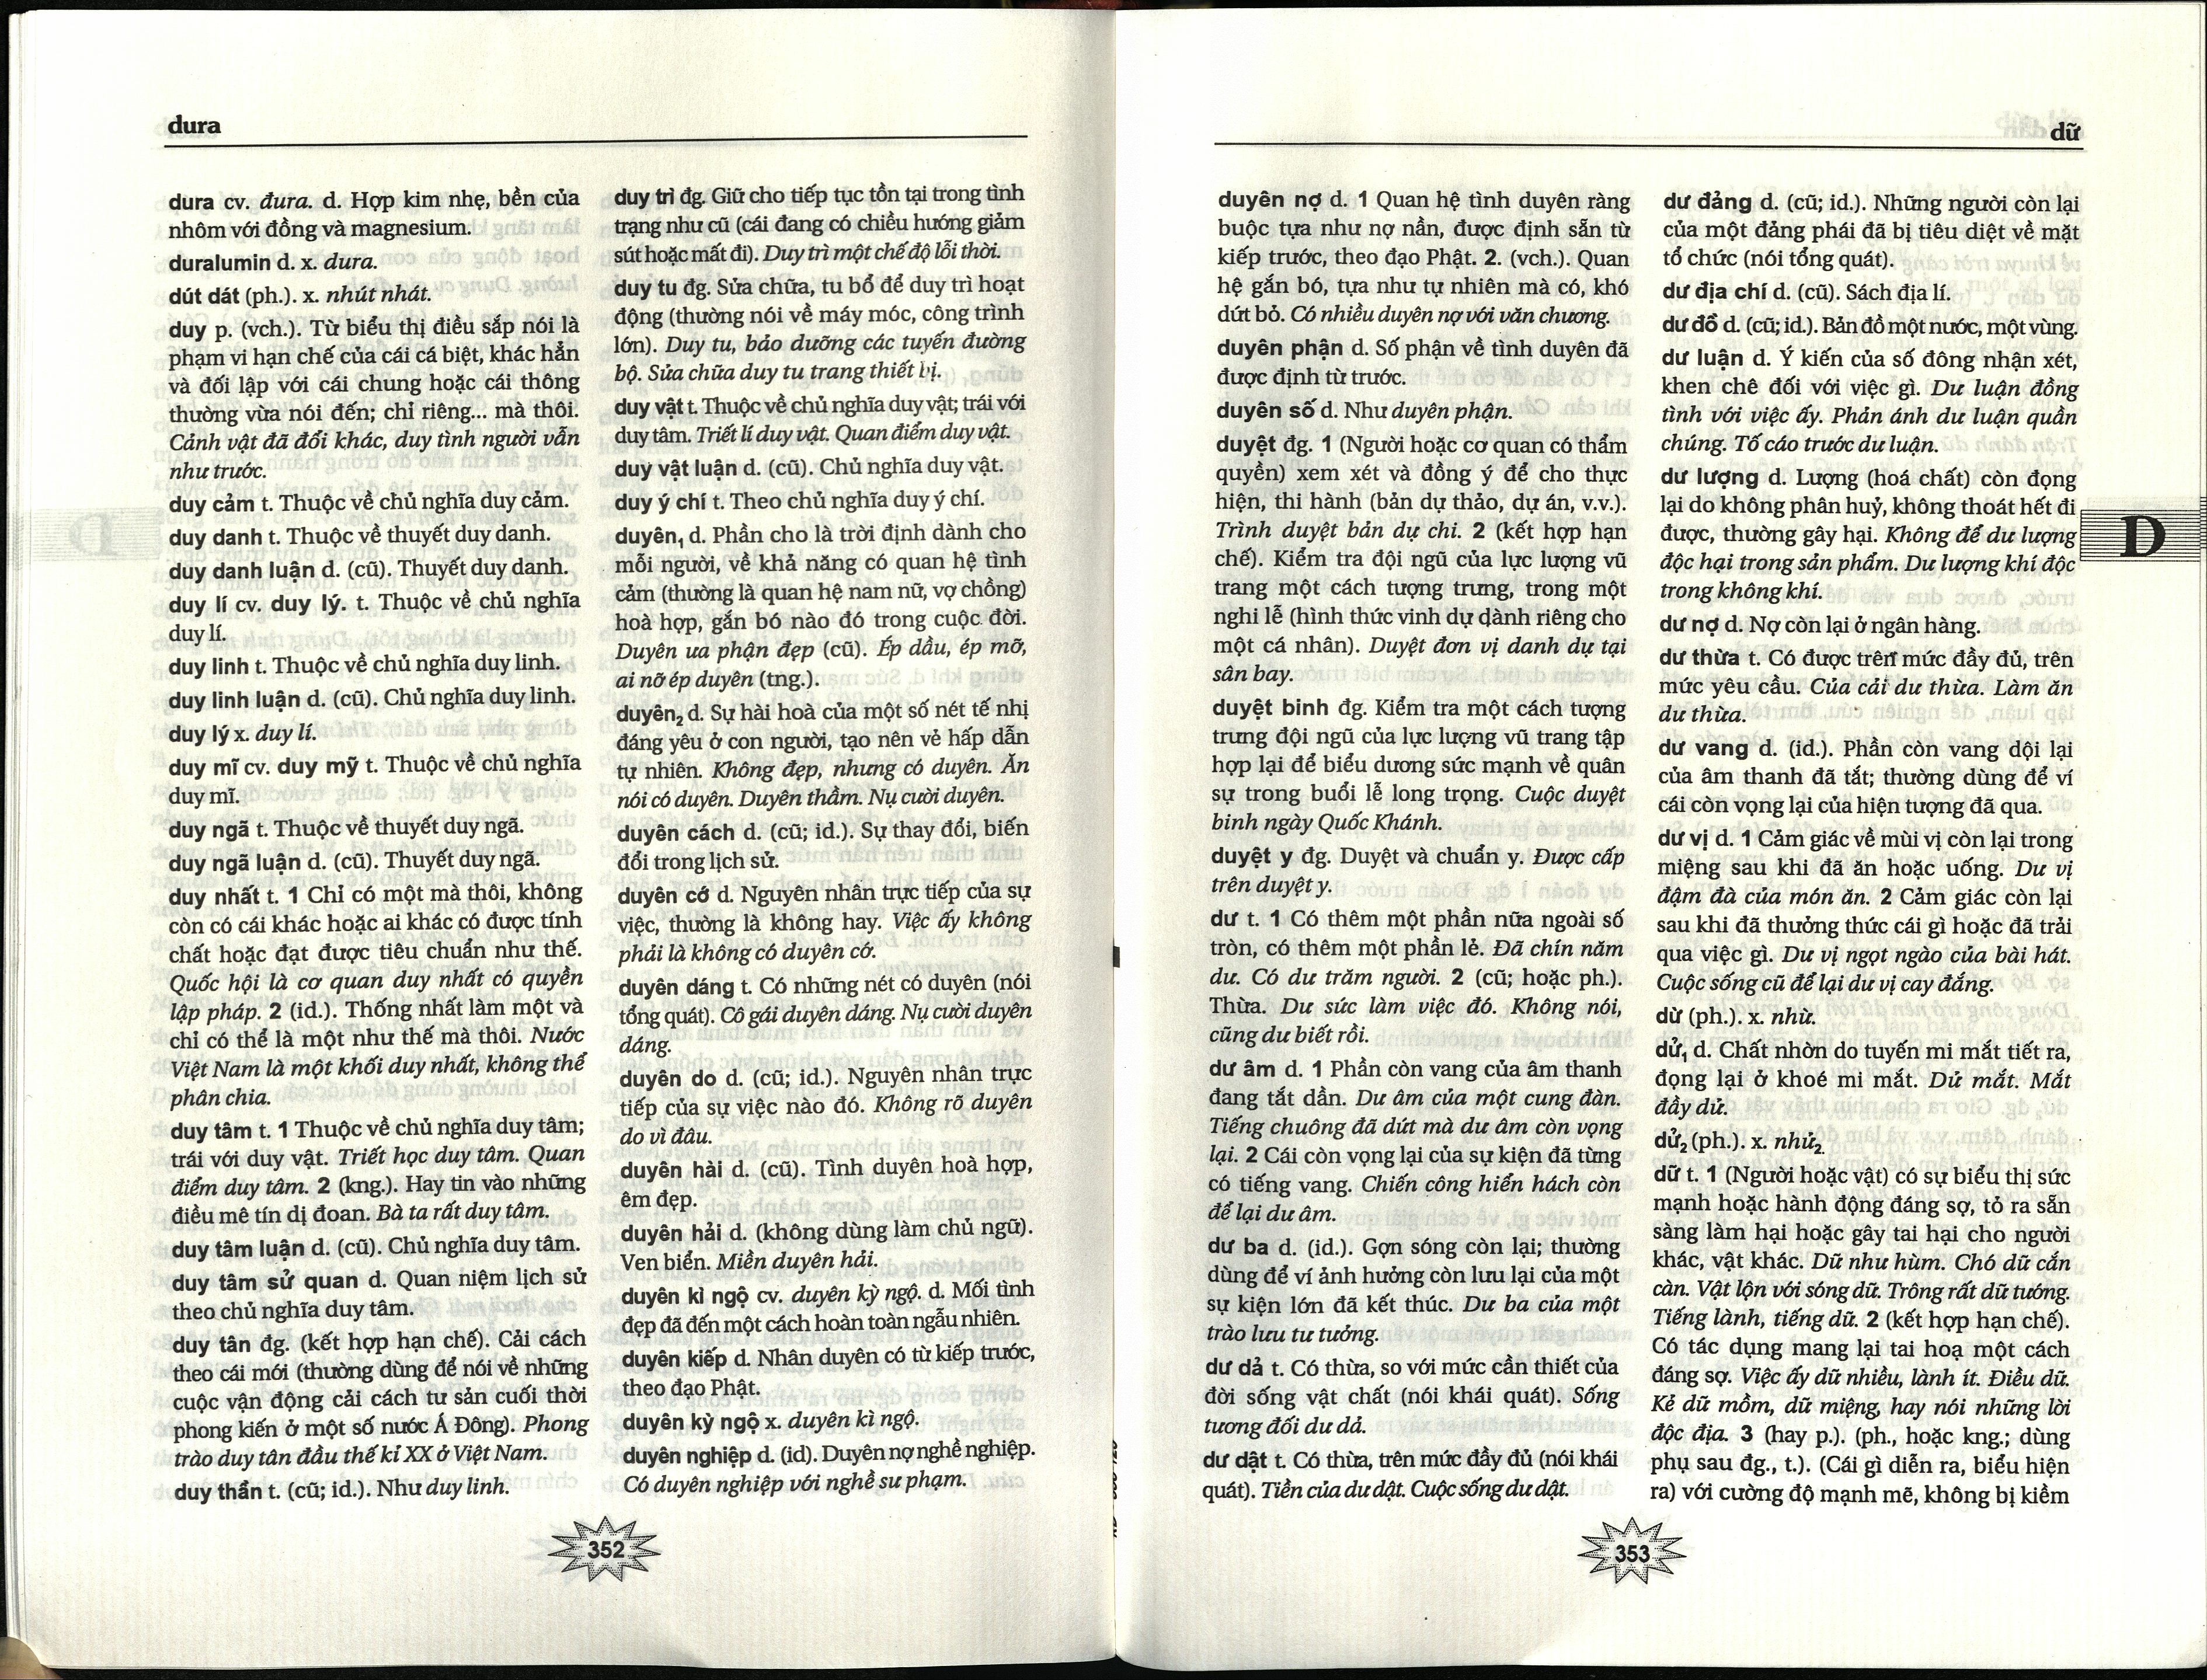 dura
dura cv. đura. d. Hợp kim nhẹ, bền của
nhôm với đồng và magnesium.
duralumin d. x. dura.
dút dát (ph.). x. nhút nhát.
duy p. (vch.). Từ biểu thị điều sắp nói là
phạm vi hạn chế của cái cá biệt, khác hẳn
và đối lập với cái chung hoặc cái thông
thường vừa nói đến; chỉ riêng... mà thôi.
Cảnh vật đã đổi khác, duy tình người vẫn
như trước.
duy cảm t. Thuộc về chủ nghĩa duy cảm.
duy danh t. Thuộc về thuyết duy danh.
duy danh luận d. (cũ). Thuyết duy danh.
duy lí cv. duy lý. t. Thuộc về chủ nghĩa
duy lí.
duy linh t. Thuộc về chủ nghĩa duy linh.
duy linh luận d. (cũ). Chủ nghĩa duy linh.
duy lý x. duy lí.
duy mĩ cv. duy mỹ t. Thuộc về chủ nghĩa
duy mĩ.
duy ngã t. Thuộc về thuyết duy ngã.
duy ngã luận d. (cũ). Thuyết duy ngã.
duy nhất t. 1 Chỉ có một mà thôi, không
còn có cái khác hoặc ai khác có được tính
chất hoặc đạt được tiêu chuẩn như thế.
Quốc hội là cơ quan duy nhất có quyền
lập pháp. 2 (id.). Thống nhất làm một và
chỉ có thể là một như thế mà thôi. Nước
Việt Nam là một khối duy nhất, không thể
phân chia.
duy tâm t. 1 Thuộc về chủ nghĩa duy tâm;
trái với duy vật. Triết học duy tâm. Quan
điểm duy tâm. 2 (kng.). Hay tin vào những
điều mê tín dị đoan. Bà ta rất duy tâm.
duy tâm luận d. (cũ). Chủ nghĩa duy tâm.
duy tâm sử quan d. Quan niệm lịch sử
theo chủ nghĩa duy tâm.
duy tân đg. (kết hợp hạn chế). Cải cách
theo cái mới (thường dùng để nói về những
cuộc vận động cải cách tư sản cuối thời
phong kiến ở một số nước Á Đông). Phong
trào duy tân đầu thế kỉ XX ở Việt Nam.
duy thần t. (cũ; id.). Như duy linh.
duy trì đg. Giữ cho tiếp tục tồn tại trong tình
trạng như cũ (cái đang có chiều hướng giảm
sút hoặc mất đi). Duy trì một chế độ lỗi thời.
duy tu đg. Sửa chữa, tu bổ để duy trì hoạt
động (thường nói về máy móc, công trình
lớn). Duy tu, bảo dưỡng các tuyến đường
bộ. Sửa chữa duy tu trang thiết bị.
duy vật t. Thuộc về chủ nghĩa duy vật; trái với
duy tâm. Triết lí duy vật. Quan điểm duy vật.
duy vật luận d. (cũ). Chủ nghĩa duy vật.
duy ý chí t. Theo chủ nghĩa duy ý chí.
duyên₁ d. Phần cho là trời định dành cho
mỗi người, về khả năng có quan hệ tình
cảm (thường là quan hệ nam nữ, vợ chồng)
hoà hợp, gắn bó nào đó trong cuộc đời.
Duyên ưa phận đẹp (cũ). Ép dầu, ép mỡ,
ai nỡ ép duyên (tng.).
duyên₂ d. Sự hài hoà của một số nét tế nhị
đáng yêu ở con người, tạo nên vẻ hấp dẫn
tự nhiên. Không đẹp, nhưng có duyên. Ăn
nói có duyên. Duyên thầm. Nụ cười duyên.
duyên cách d. (cũ; id.). Sự thay đổi, biến
đổi trong lịch sử.
duyên cớ d. Nguyên nhân trực tiếp của sự
việc, thường là không hay. Việc ấy không
phải là không có duyên cớ.
duyên dáng t. Có những nét có duyên (nói
tổng quát). Cô gái duyên dáng. Nụ cười duyên
dáng.
duyên do d. (cũ; id.). Nguyên nhân trực
tiếp của sự việc nào đó. Không rõ duyên
do vì đâu.
duyên hài d. (cũ). Tình duyên hoà hợp,
êm đẹp.
duyên hải d. (không dùng làm chủ ngữ).
Ven biển. Miền duyên hải.
duyên kì ngộ cv. duyên kỳ ngộ. d. Mối tình
đẹp đã đến một cách hoàn toàn ngẫu nhiên.
duyên kiếp d. Nhân duyên có từ kiếp trước,
theo đạo Phật.
duyên kỳ ngộ x. duyên kì ngộ.
duyên nghiệp d. (id). Duyên nợ nghề nghiệp.
Có duyên nghiệp với nghề sư phạm.
352
dữ
duyên nợ d. 1 Quan hệ tình duyên ràng
buộc tựa như nợ nần, được định sẵn từ
kiếp trước, theo đạo Phật. 2. (vch.). Quan
hệ gắn bó, tựa như tự nhiên mà có, khó
dứt bỏ. Có nhiều duyên nợ với văn chương.
duyên phận d. Số phận về tình duyên đã
được định từ trước.
duyên số d. Như duyên phận.
duyệt đg. 1 (Người hoặc cơ quan có thẩm
quyền) xem xét và đồng ý để cho thực
hiện, thi hành (bản dự thảo, dự án, v.v.).
Trình duyệt bản dự chi. 2 (kết hợp hạn
chế). Kiểm tra đội ngũ của lực lượng vũ
trang một cách tượng trưng, trong một
nghi lễ (hình thức vinh dự dành riêng cho
một cá nhân). Duyệt đơn vị danh dự tại
sân bay.
duyệt binh đg. Kiểm tra một cách tượng
trưng đội ngũ của lực lượng vũ trang tập
hợp lại để biểu dương sức mạnh về quân
sự trong buổi lễ long trọng. Cuộc duyệt
binh ngày Quốc Khánh.
duyệt y đg. Duyệt và chuẩn y. Được cấp
trên duyệt y.
dư t. 1 Có thêm một phần nữa ngoài số
tròn, có thêm một phần lẻ. Đã chín năm
dư. Có dư trăm người. 2 (cũ; hoặc ph.).
Thừa. Dư sức làm việc đó. Không nói,
cũng dư biết rồi.
dư âm d. 1 Phần còn vang của âm thanh
đang tắt dần. Dư âm của một cung đàn.
Tiếng chuông đã dứt mà dư âm còn vọng
lại. 2 Cái còn vọng lại của sự kiện đã từng
có tiếng vang. Chiến công hiển hách còn
để lại dư âm.
dư ba d. (id.). Gợn sóng còn lại; thường
dùng để ví ảnh hưởng còn lưu lại của một
sự kiện lớn đã kết thúc. Dư ba của một
trào lưu tư tưởng.
dư dả t. Có thừa, so với mức cần thiết của
đời sống vật chất (nói khái quát). Sống
tương đối dư dả.
dư dật t. Có thừa, trên mức đầy đủ (nói khái
quát). Tiền của dư dật. Cuộc sống dư dật.
dư đảng d. (cũ; id.). Những người còn lại
của một đảng phái đã bị tiêu diệt về mặt
tổ chức (nói tổng quát).
dư địa chí d. (cũ). Sách địa lí.
dư đồ d. (cũ; id.). Bản đồ một nước, một vùng.
dư luận d. Ý kiến của số đông nhận xét,
khen chê đối với việc gì. Dư luận đồng
tình với việc ấy. Phản ánh dư luận quần
chúng. Tố cáo trước dư luận.
dư lượng d. Lượng (hoá chất) còn đọng
lại do không phân huỷ, không thoát hết đi
được, thường gây hại. Không để dư lượng
độc hại trong sản phẩm. Dư lượng khí độc
trong không khí.
dư nợ d. Nợ còn lại ở ngân hàng.
dư thừa t. Có được trên mức đầy đủ, trên
mức yêu cầu. Của cải dư thừa. Làm ăn
dư thừa.
dư vang d. (id.). Phần còn vang dội lại
của âm thanh đã tắt; thường dùng để ví
cái còn vọng lại của hiện tượng đã qua.
dư vị d. 1 Cảm giác về mùi vị còn lại trong
miệng sau khi đã ăn hoặc uống. Dư vị
đậm đà của món ăn. 2 Cảm giác còn lại
sau khi đã thưởng thức cái gì hoặc đã trải
qua việc gì. Dư vị ngọt ngào của bài hát.
Cuộc sống cũ để lại dư vị cay đắng.
dừ (ph.). x. nhừ.
dử₁ d. Chất nhờn do tuyến mi mắt tiết ra,
đọng lại ở khoé mi mắt. Dử mắt. Mắt
đầy dử.
dử₂ (ph.). x. nhử₂.
dữ t. 1 (Người hoặc vật) có sự biểu thị sức
mạnh hoặc hành động đáng sợ, tỏ ra sẵn
sàng làm hại hoặc gây tai hại cho người
khác, vật khác. Dữ như hùm. Chó dữ cắn
càn. Vật lộn với sóng dữ. Trông rất dữ tướng.
Tiếng lành, tiếng dữ. 2 (kết hợp hạn chế).
Có tác dụng mang lại tai hoạ một cách
đáng sợ. Việc ấy dữ nhiều, lành ít. Điều dữ.
Kẻ dữ mồm, dữ miệng, hay nói những lời
độc địa. 3 (hay p.). (ph., hoặc kng.; dùng
phụ sau đg., t.). (Cái gì diễn ra, biểu hiện
ra) với cường độ mạnh mẽ, không bị kiềm
D
353